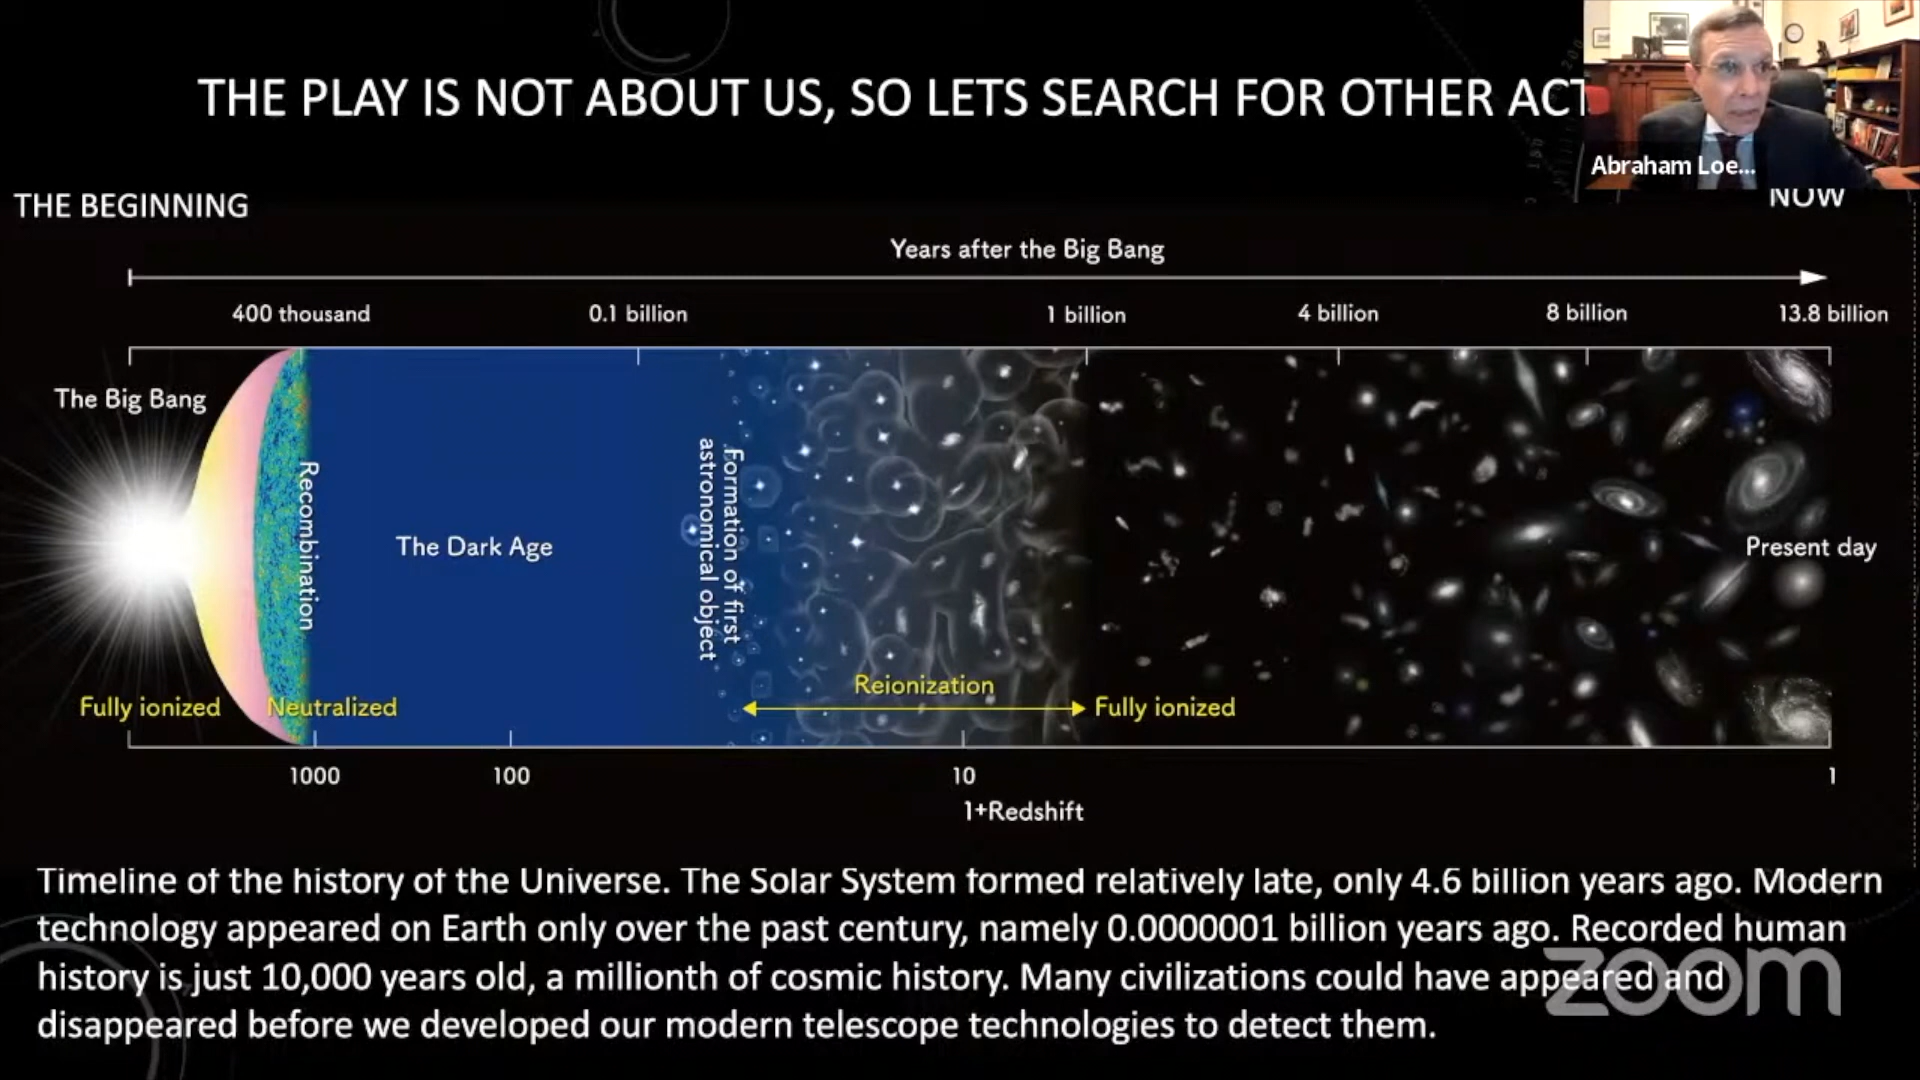 THE PLAY IS NOT ABOUT US, SO LETS SEARCH FOR OTHER ACT
Abraham Loe...
THE BEGINNING
NOW
Years after the Big Bang
400 thousand
0.1 billion
1 billion
4 billion
8 billion
13.8 billion
The Big Bang
Recombination
The Dark Age
Formation of first
astronomical object
Present day
Reionization
Fully ionized
Neutralized
Fully ionized
1000
100
10
1
1+Redshift
Timeline of the history of the Universe. The Solar System formed relatively late, only 4.6 billion years ago. Modern
technology appeared on Earth only over the past century, namely 0.0000001 billion years ago. Recorded human
history is just 10,000 years old, a millionth of cosmic history. Many civilizations could have appeared and
disappeared before we developed our modern telescope technologies to detect them.
zoom